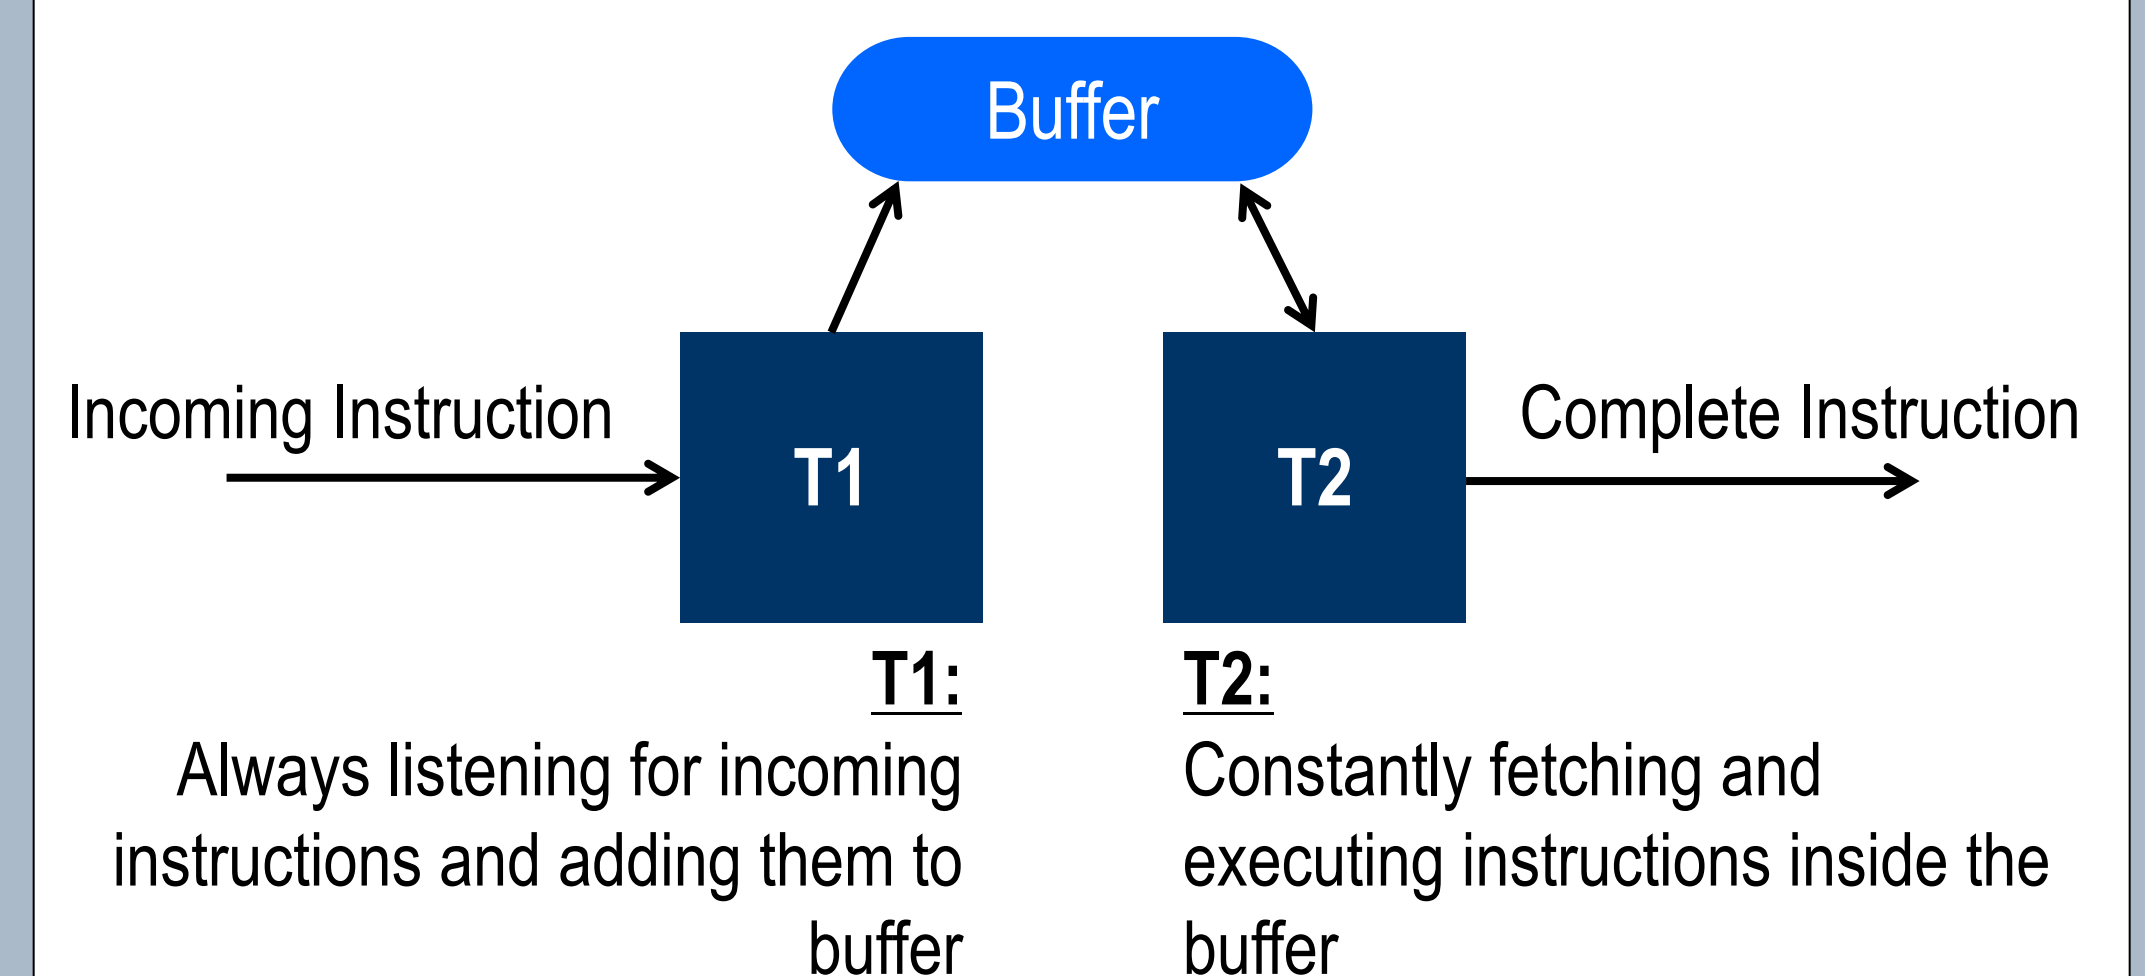 Buffer
Incoming Instruction
T1
T2
Complete Instruction
T1:
Always listening for incoming
instructions and adding them to
buffer
T2:
Constantly fetching and
executing instructions inside the
buffer